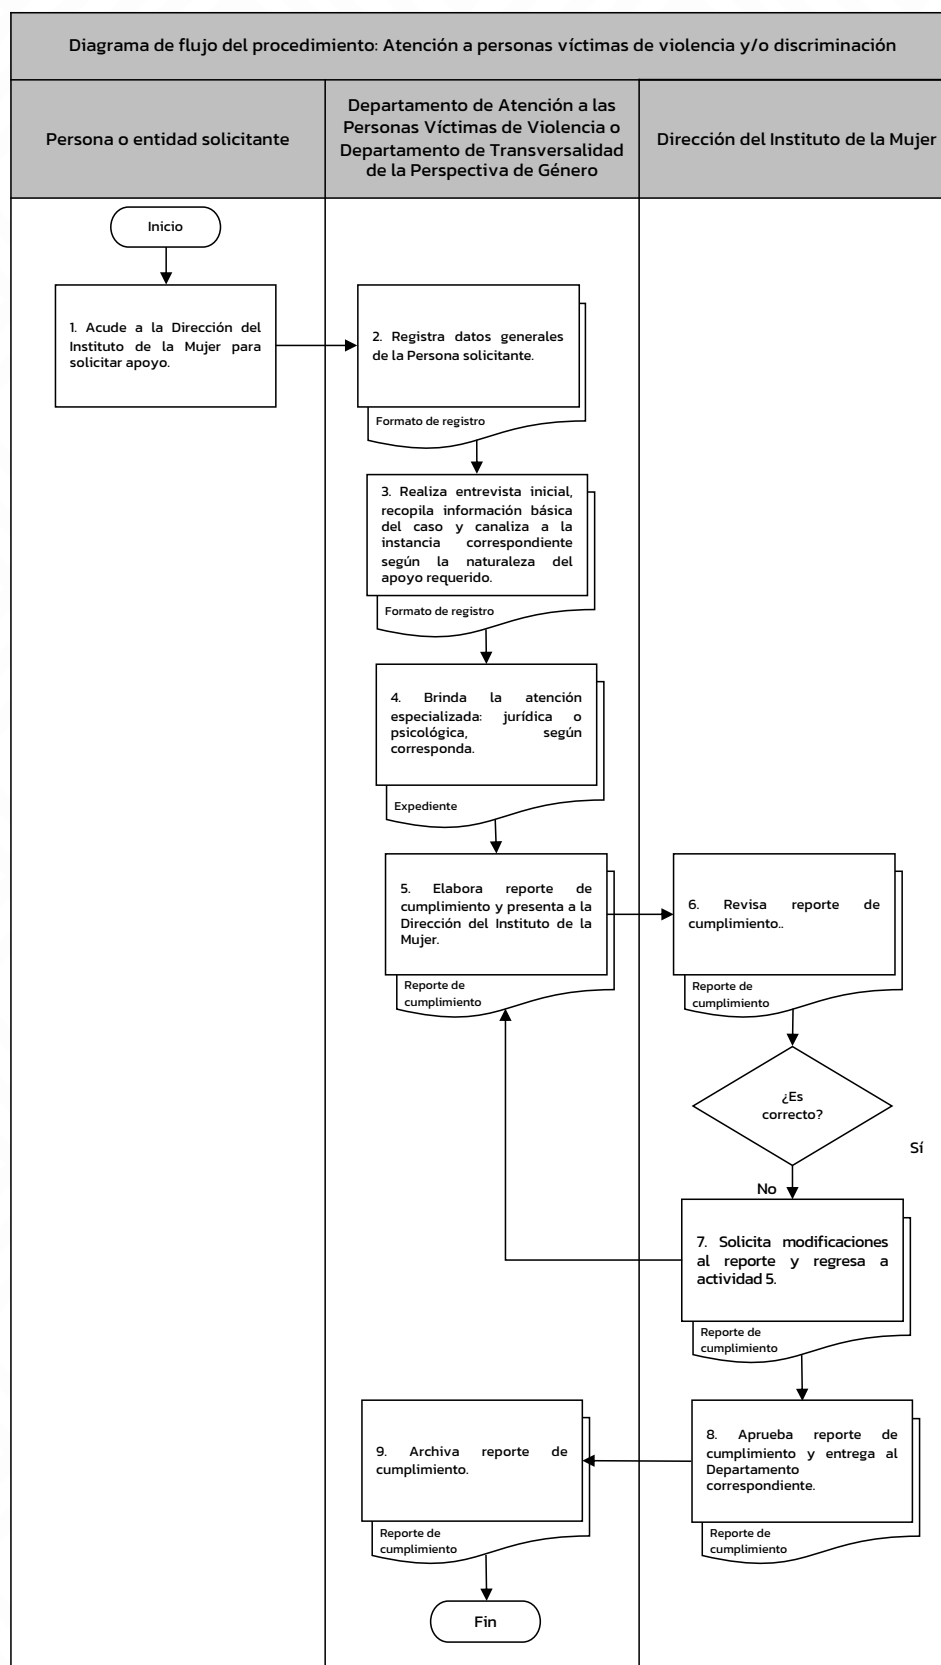 Diagrama de flujo del procedimiento: Atención a personas víctimas de violencia y/o discriminación
Persona o entidad solicitante
Departamento de Atención a las
Personas Víctimas de Violencia o
Departamento de Transversalidad
de la Perspectiva de Género
Dirección del Instituto de la Mujer
Inicio
1. Acude a la Dirección del
Instituto de la Mujer para
solicitar apoyo.
2. Registra datos generales
de la Persona solicitante.
Formato de registro
3. Realiza entrevista inicial,
recopila información básica
del caso y canaliza a la
instancia correspondiente
según la naturaleza del
apoyo requerido.
Formato de registro
4. Brinda la atención
especializada: jurídica o
psicológica, según
corresponda.
Expediente
5. Elabora reporte de
cumplimiento y presenta a la
Dirección del Instituto de la
Mujer.
Reporte de
cumplimiento
6. Revisa reporte de
cumplimiento..
Reporte de
cumplimiento
¿Es
correcto?
Sí
No
7. Solicita modificaciones
al reporte y regresa a
actividad 5.
Reporte de
cumplimiento
8. Aprueba reporte de
cumplimiento y entrega al
Departamento
correspondiente.
Reporte de
cumplimiento
9. Archiva reporte de
cumplimiento.
Reporte de
cumplimiento
Fin